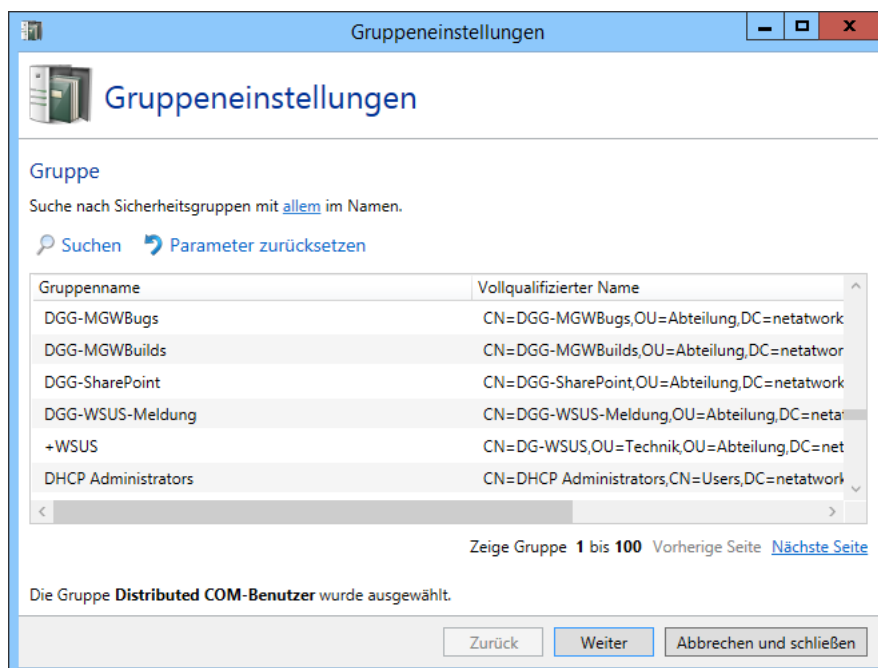 Gruppeneinstellungen
Gruppeneinstellungen
Gruppe
Suche nach Sicherheitsgruppen mit allem im Namen.
Suchen Parameter zurücksetzen
Gruppenname Vollqualifizierter Name
DGG-MGWBugs CN=DGG-MGWBugs,OU=Abteilung,DC=netatwork
DGG-MGWBuilds CN=DGG-MGWBuilds,OU=Abteilung,DC=netatwor
DGG-SharePoint CN=DGG-SharePoint,OU=Abteilung,DC=netatwork
DGG-WSUS-Meldung CN=DGG-WSUS-Meldung,OU=Abteilung,DC=neta
+WSUS CN=DG-WSUS,OU=Technik,OU=Abteilung,DC=net
DHCP Administrators CN=DHCP Administrators,CN=Users,DC=netatwork
Zeige Gruppe 1 bis 100 Vorherige Seite Nächste Seite
Die Gruppe Distributed COM-Benutzer wurde ausgewählt.
Zurück Weiter Abbrechen und schließen